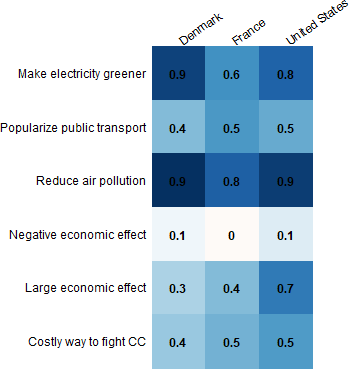 Denmark France United States
Make electricity greener 0.9 0.6 0.8
Popularize public transport 0.4 0.5 0.5
Reduce air pollution 0.9 0.8 0.9
Negative economic effect 0.1 0 0.1
Large economic effect 0.3 0.4 0.7
Costly way to fight CC 0.4 0.5 0.5